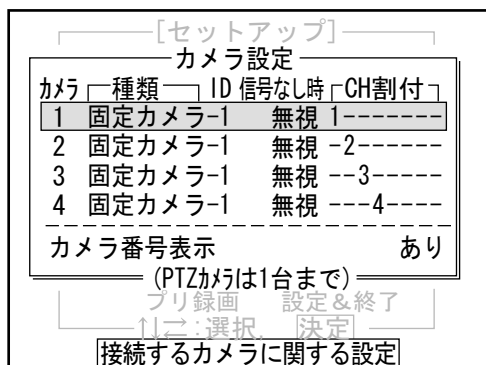 [セットアップ]
カメラ設定
カメラ 種類 ID 信号なし時 CH割付
1 固定カメラ-1 無視 1-------
2 固定カメラ-1 無視 -2------
3 固定カメラ-1 無視 --3-----
4 固定カメラ-1 無視 ---4----
カメラ番号表示 あり
(PTZカメラは1台まで)
プリ録画 設定&終了
↑↓⇄:選択, 決定
接続するカメラに関する設定